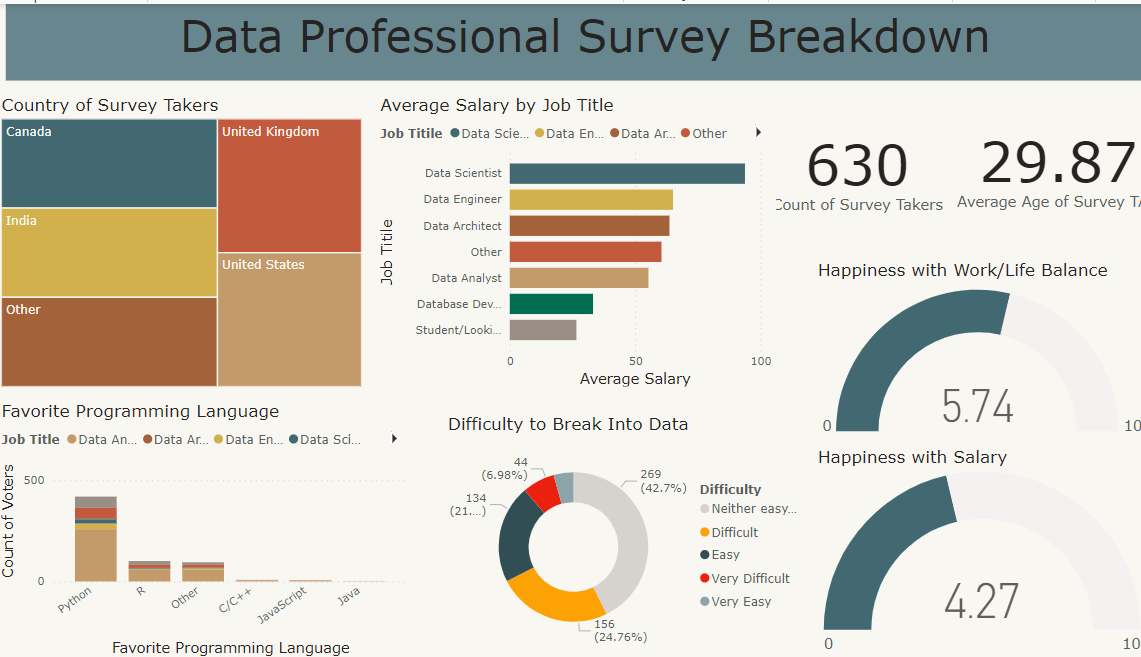 Data Professional Survey Breakdown
Country of Survey Takers
Canada
United Kingdom
India
United States
Other
Average Salary by Job Title
Job Titile Data Scie... Data En... Data Ar... Other
Job Titile
Data Scientist
Data Engineer
Data Architect
Other
Data Analyst
Database Dev...
Student/Looki...
0 50 100
Average Salary
630
Count of Survey Takers
29.87
Average Age of Survey TA
Happiness with Work/Life Balance
5.74
0 10
Happiness with Salary
4.27
0 10
Favorite Programming Language
Job Title Data An... Data Ar... Data En... Data Sci...
Count of Voters
500
0
Python R Other C/C++ JavaScript Java
Favorite Programming Language
Difficulty to Break Into Data
44
(6.98%)
269
(42.7%)
134
(21....)
156
(24.76%)
Difficulty
Neither easy...
Difficult
Easy
Very Difficult
Very Easy